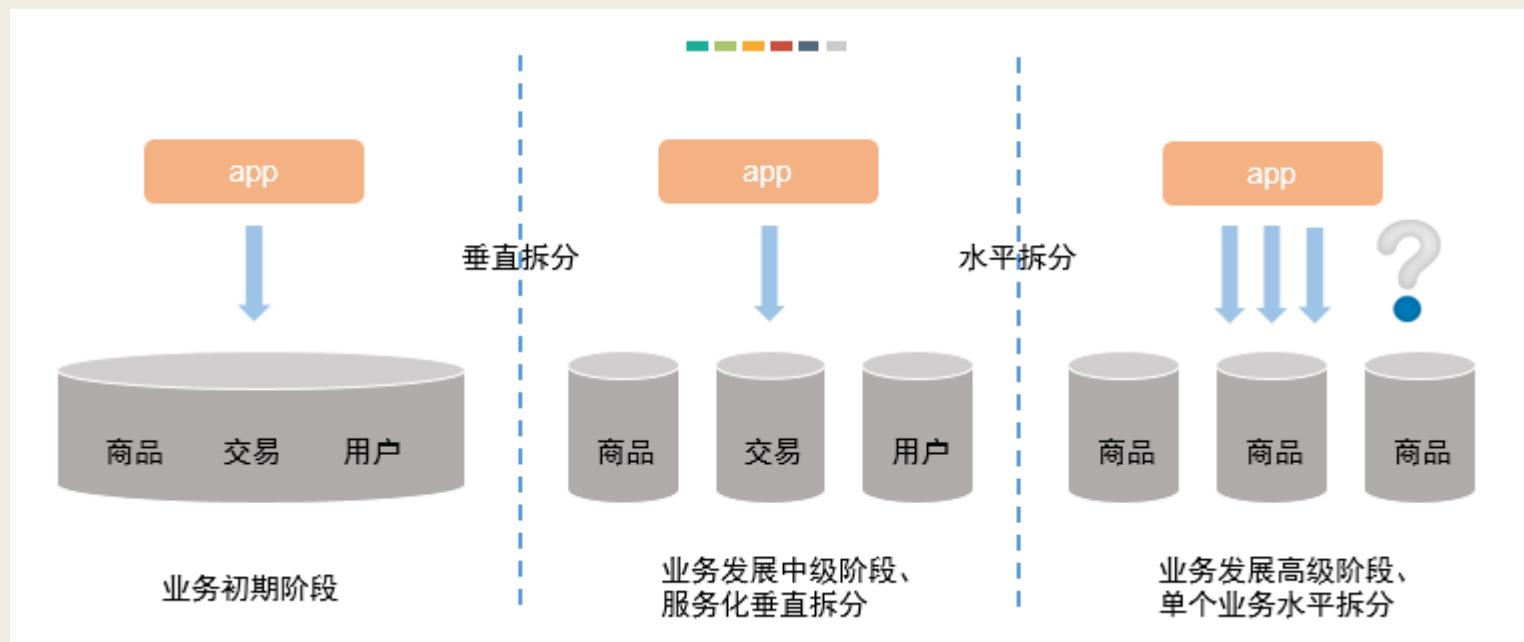 app
app
app
垂直拆分
水平拆分
商品 交易 用户
商品 交易 用户
商品 商品 商品
业务初期阶段
业务发展中级阶段、
服务化垂直拆分
业务发展高级阶段、
单个业务水平拆分